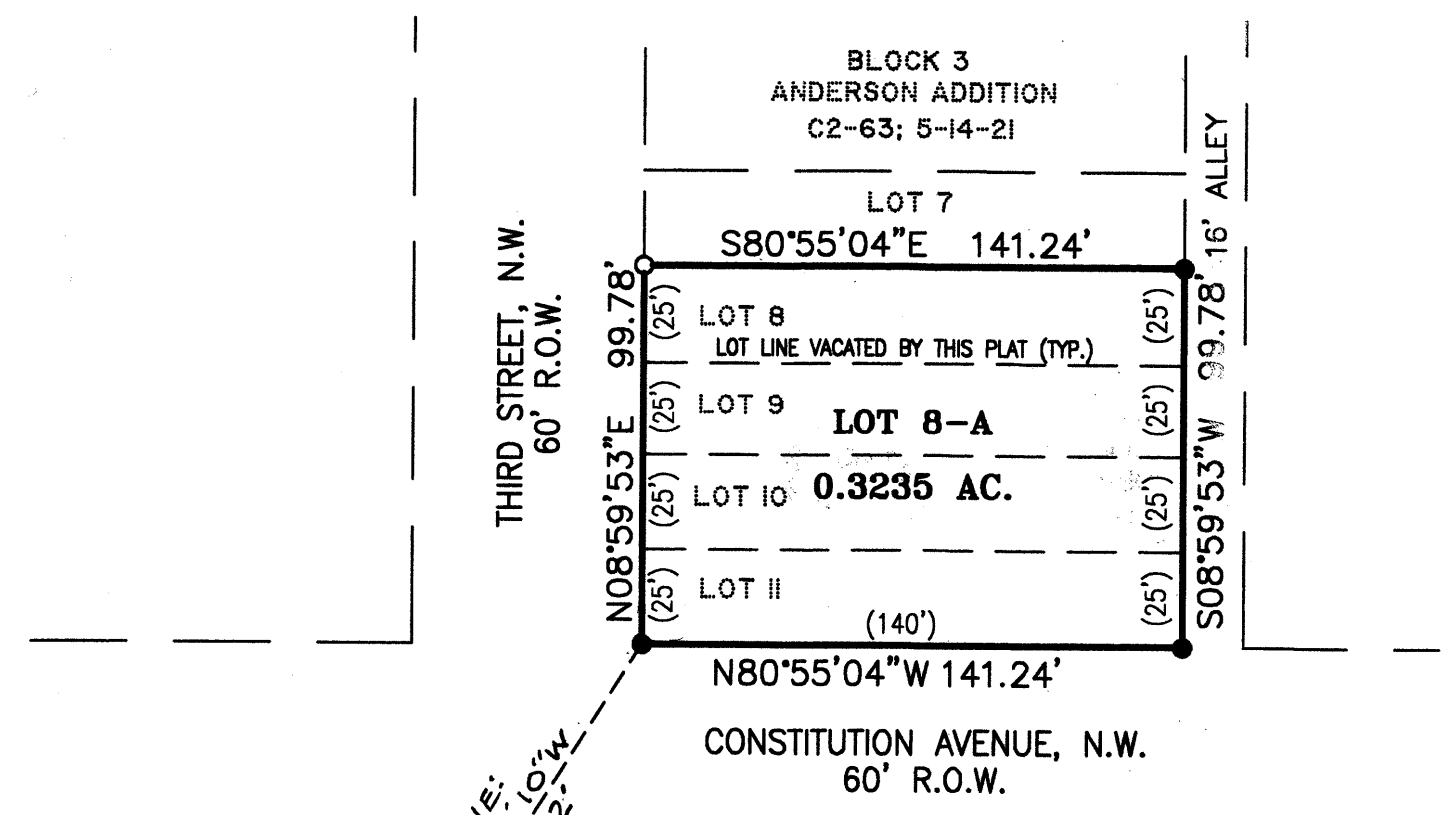 BLOCK 3
ANDERSON ADDITION
C2-63; 5-14-21
LOT 7
S80°55'04"E 141.24'
16' ALLEY
THIRD STREET, N.W.
60' R.O.W.
N08°59'53"E 99.78'
S08°59'53"W 99.78'
(25') LOT 8 (25')
LOT LINE VACATED BY THIS PLAT (TYP.)
(25') LOT 9 (25')
LOT 8-A
(25') LOT 10 (25')
0.3235 AC.
(25') LOT 11 (25')
(140')
N80°55'04"W 141.24'
CONSTITUTION AVENUE, N.W.
60' R.O.W.
10"W